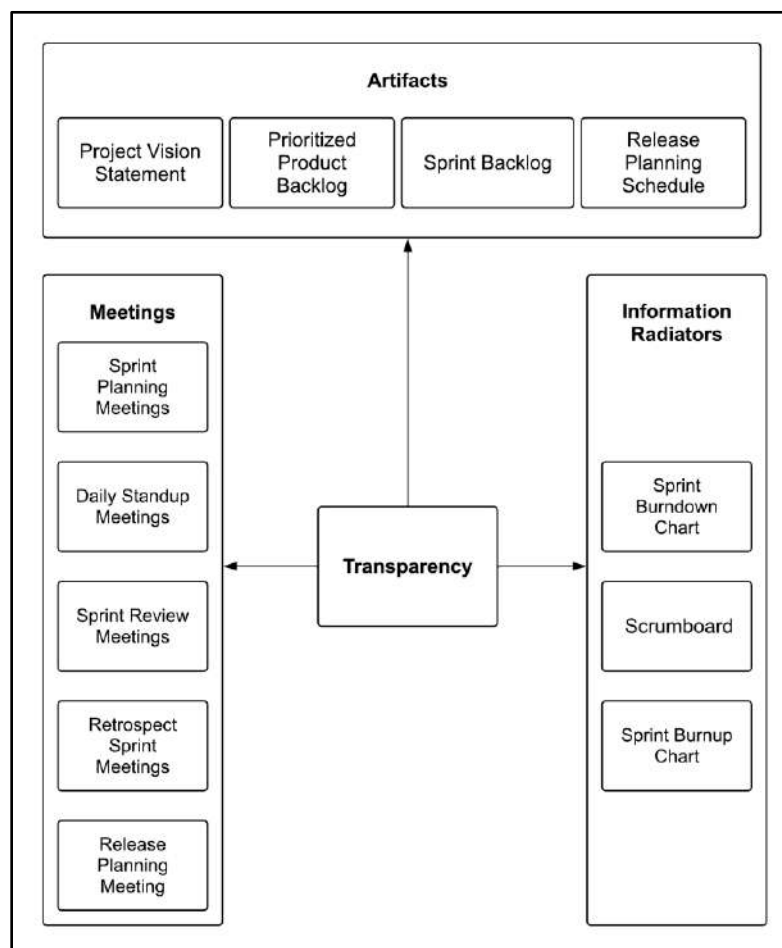 Artifacts
Project Vision
Statement
Prioritized
Product
Backlog
Sprint Backlog
Release
Planning
Schedule
Meetings
Sprint
Planning
Meetings
Daily Standup
Meetings
Sprint Review
Meetings
Retrospect
Sprint
Meetings
Release
Planning
Meeting
Transparency
Information
Radiators
Sprint
Burndown
Chart
Scrumboard
Sprint Burnup
Chart